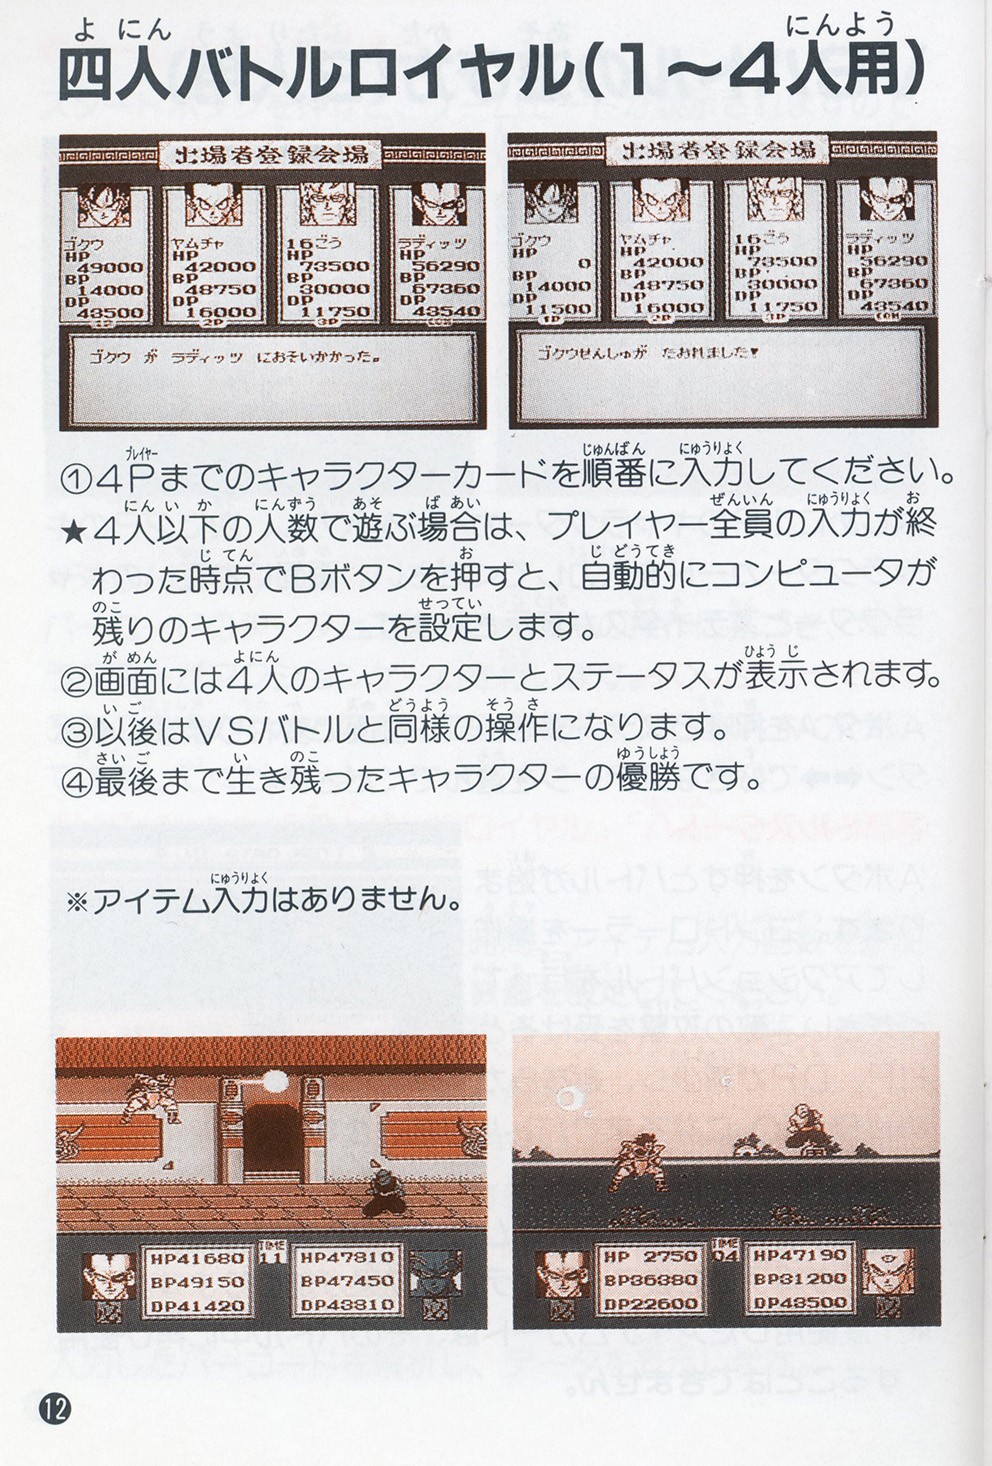 四人バトルロイヤル(1〜4人用)
出場者登録会場
ゴクウ ヤムチャ 16ごう ラディッツ
HP HP HP HP
49000 42000 73500 56290
BP BP BP BP
14000 48750 30000 67360
DP DP DP DP
43500 16000 11750 43540
1P 2P 3P COM
ゴクウ が ラディッツ におそいかかった。
出場者登録会場
ゴクウ ヤムチャ 16ごう ラディッツ
HP HP HP HP
0 42000 73500 56290
BP BP BP BP
14000 48750 30000 67360
DP DP DP DP
11500 16000 11750 43540
1P 2P 3P COM
ゴクウせんしゅが たおれました▼
①4Pまでのキャラクターカードを順番に入力してください。
★4人以下の人数で遊ぶ場合は、プレイヤー全員の入力が終
わった時点でBボタンを押すと、自動的にコンピュータが
残りのキャラクターを設定します。
②画面には4人のキャラクターとステータスが表示されます。
③以後はVSバトルと同様の操作になります。
④最後まで生き残ったキャラクターの優勝です。
※アイテム入力はありません。
HP41680 TIME HP47810
BP49150 11 BP47450
DP41420 DP43810
HP 2750 TIME HP47190
BP36380 04 BP31200
DP22600 DP43500
12